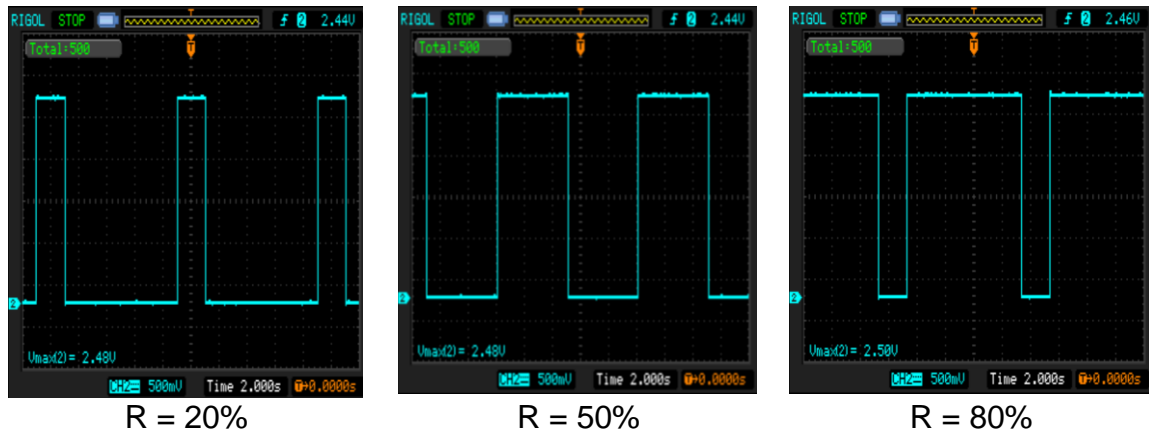 RIGOL STOP T f 2 2.44V
Total:500
T
2
Vmax(2)= 2.48V
CH2 500mV Time 2.000s T→0.0000s
R = 20%
RIGOL STOP T f 2 2.44V
Total:500
T
2
Vmax(2)= 2.48V
CH2 500mV Time 2.000s T→0.0000s
R = 50%
RIGOL STOP T f 2 2.46V
Total:500
T
2
Vmax(2)= 2.50V
CH2 500mV Time 2.000s T→0.0000s
R = 80%